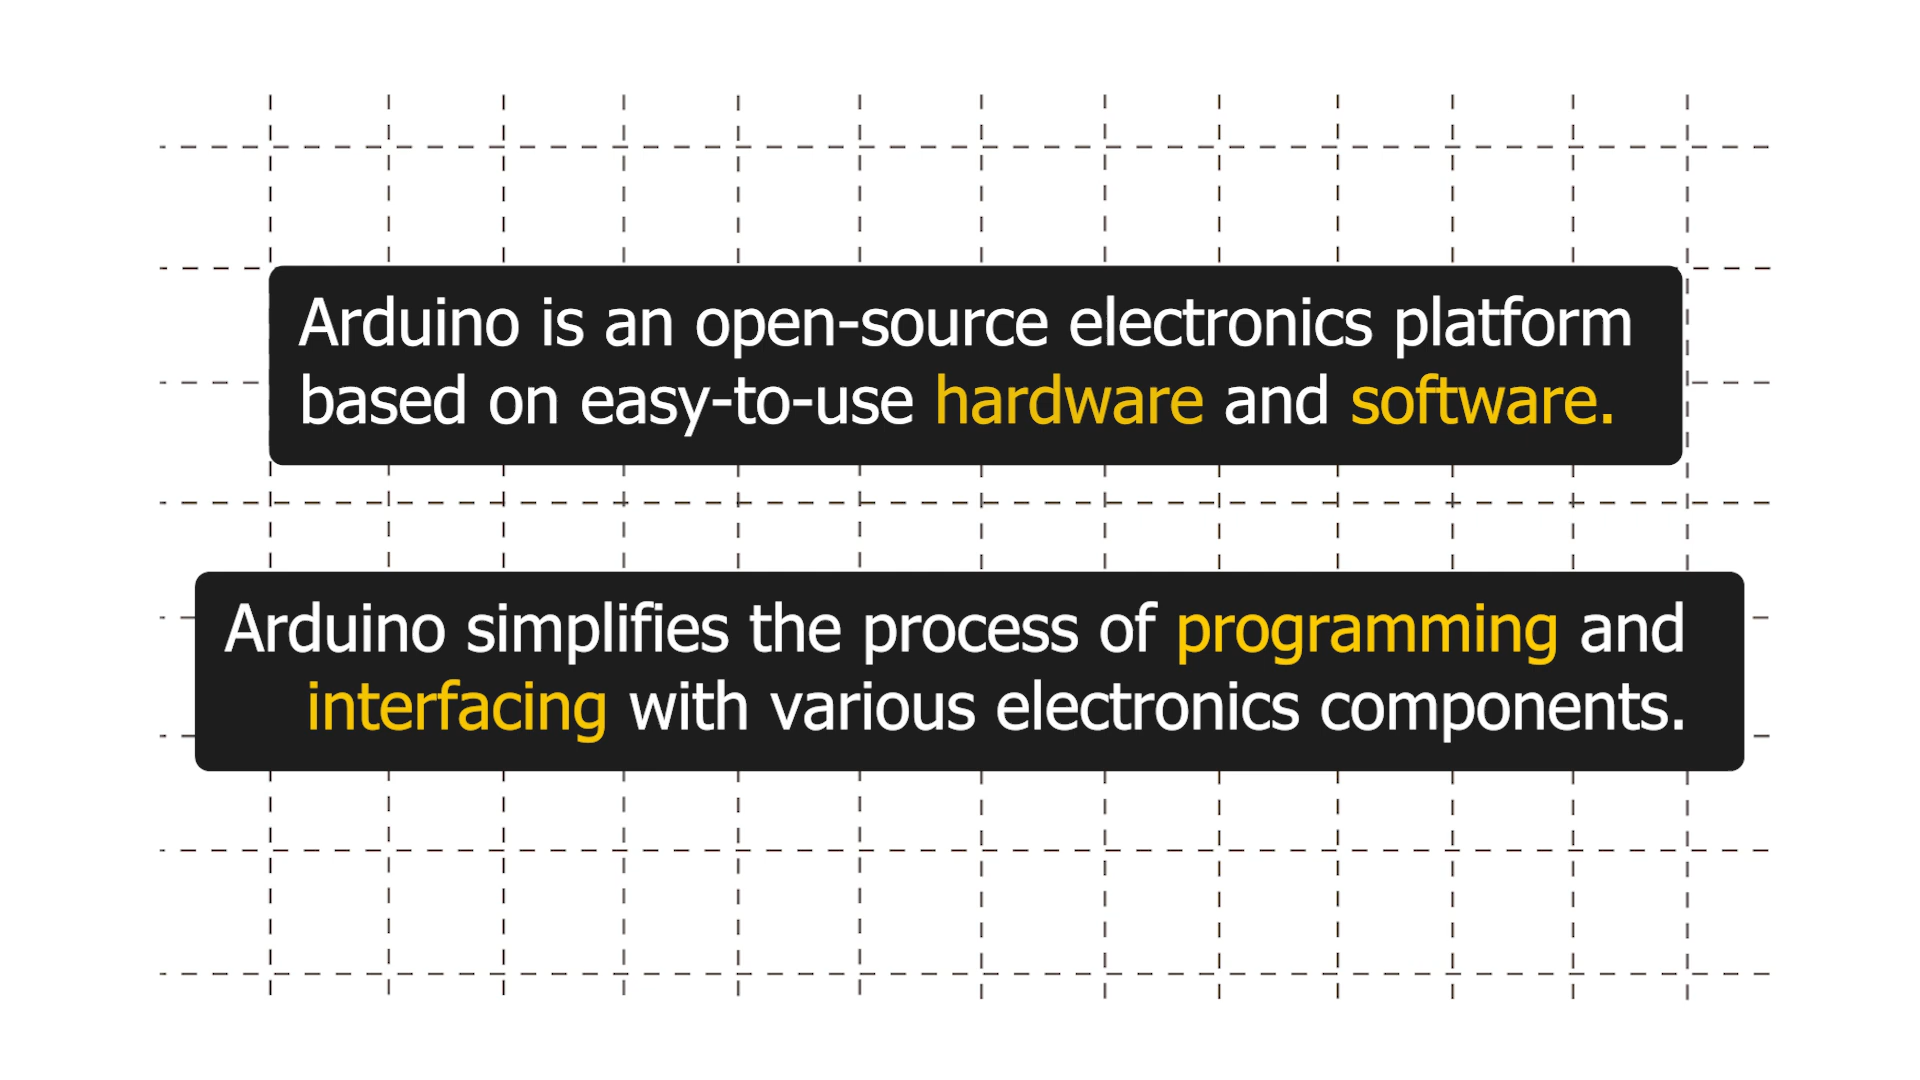 Arduino is an open-source electronics platform
based on easy-to-use hardware and software.
Arduino simplifies the process of programming and
interfacing with various electronics components.